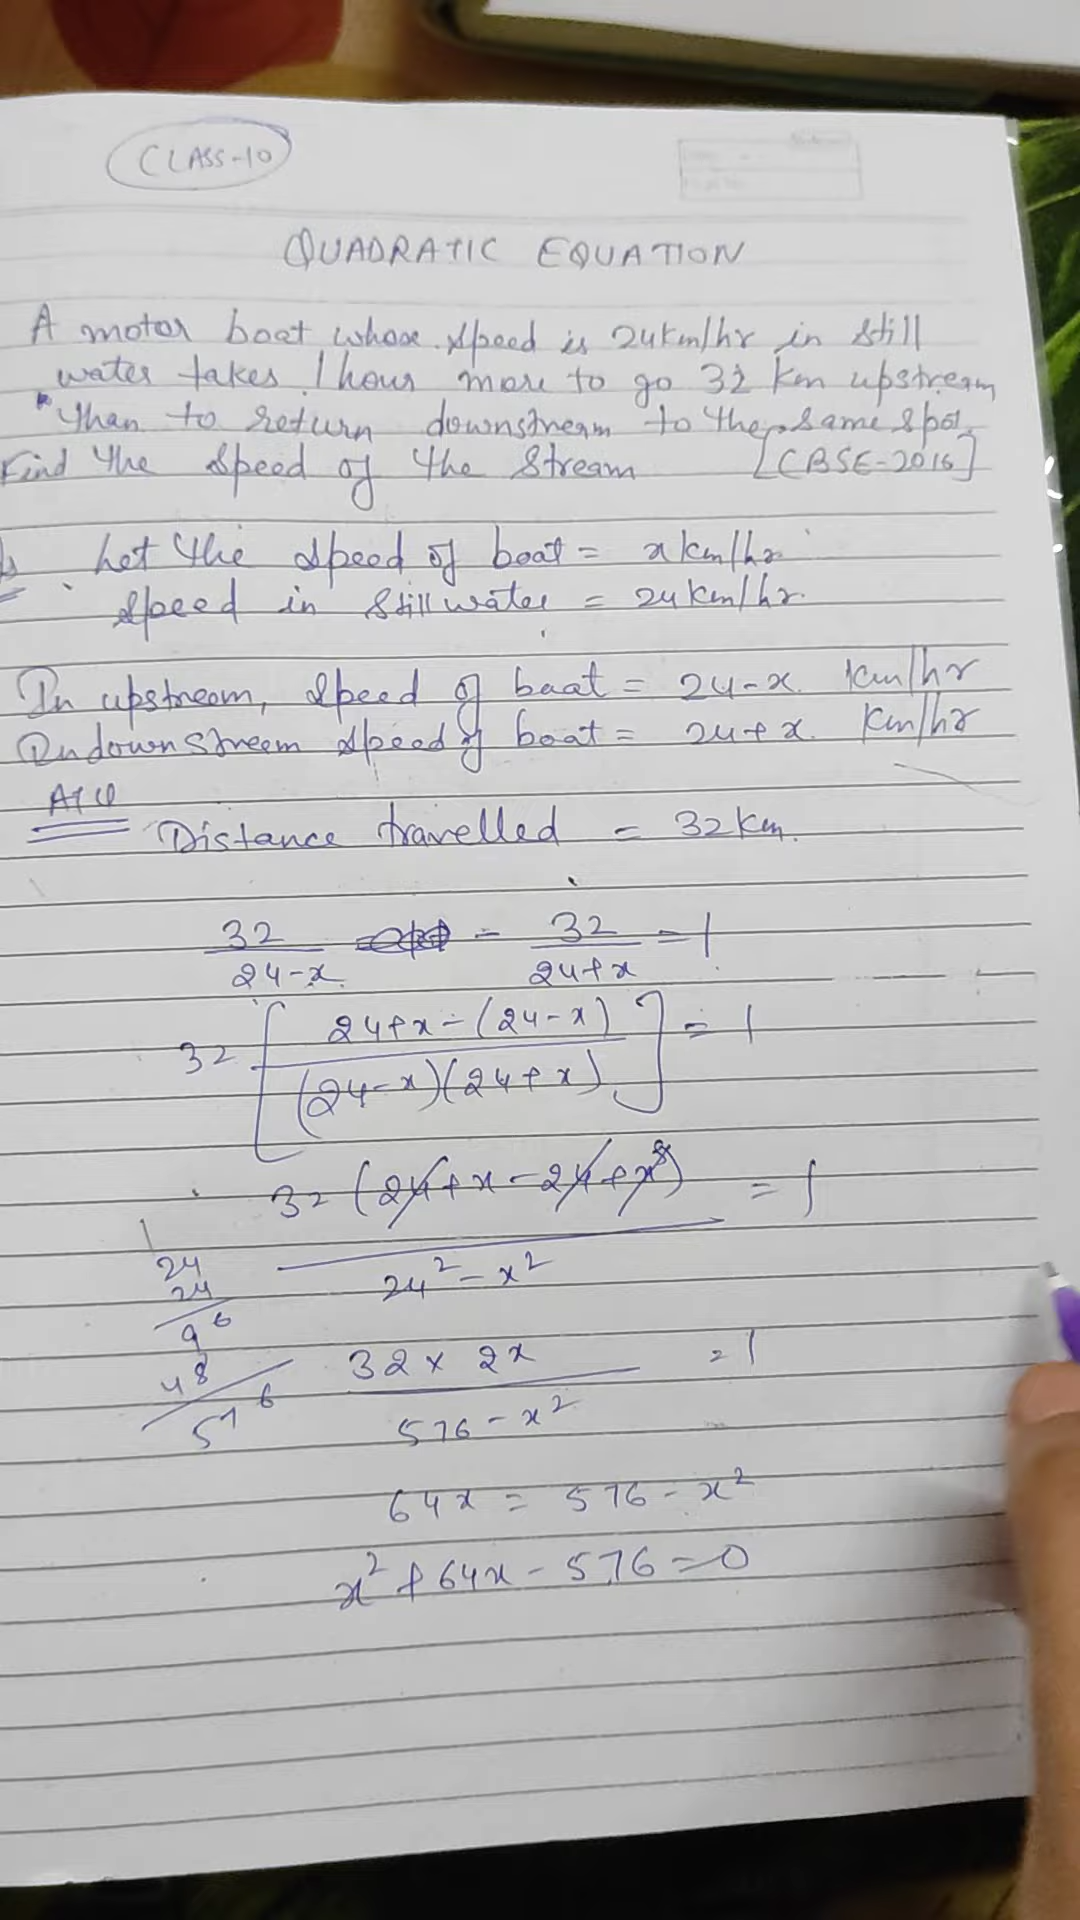 CLASS-10
QUADRATIC EQUATION
A motor boat whose speed is 24km/hr in still
water takes 1 hour more to go 32 km upstream
than to return downstream to the same spot.
Find the speed of the stream [CBSE-2016]
Let the speed of boat = x km/hr
speed in still water = 24 km/hr.
In upstream, speed of boat = 24-x. km/hr
In downstream speed of boat = 24+x. km/hr
ATQ
Distance travelled = 32km.
32/24-x - 32/24+x = 1
32 [ 24+x-(24-x) / (24-x)(24+x) ] = 1
32 (24+x-24+x) / 24² - x² = 1
24
24
96
48
576
32 x 2x / 576 - x² = 1
64x = 576 - x²
x² + 64x - 576 = 0